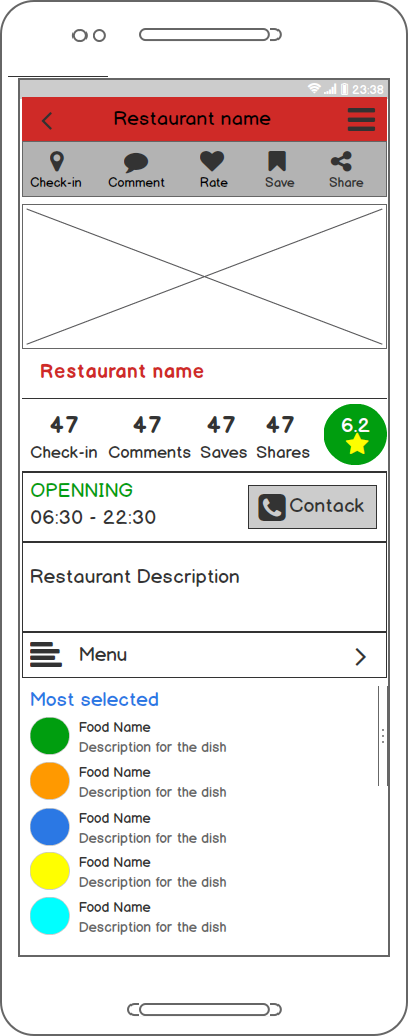 23:38
Restaurant name
Check-in Comment Rate Save Share
Restaurant name
47 47 47 47 6.2
Check-in Comments Saves Shares
OPENNING
06:30 - 22:30
Contack
Restaurant Description
Menu
Most selected
Food Name
Description for the dish
Food Name
Description for the dish
Food Name
Description for the dish
Food Name
Description for the dish
Food Name
Description for the dish